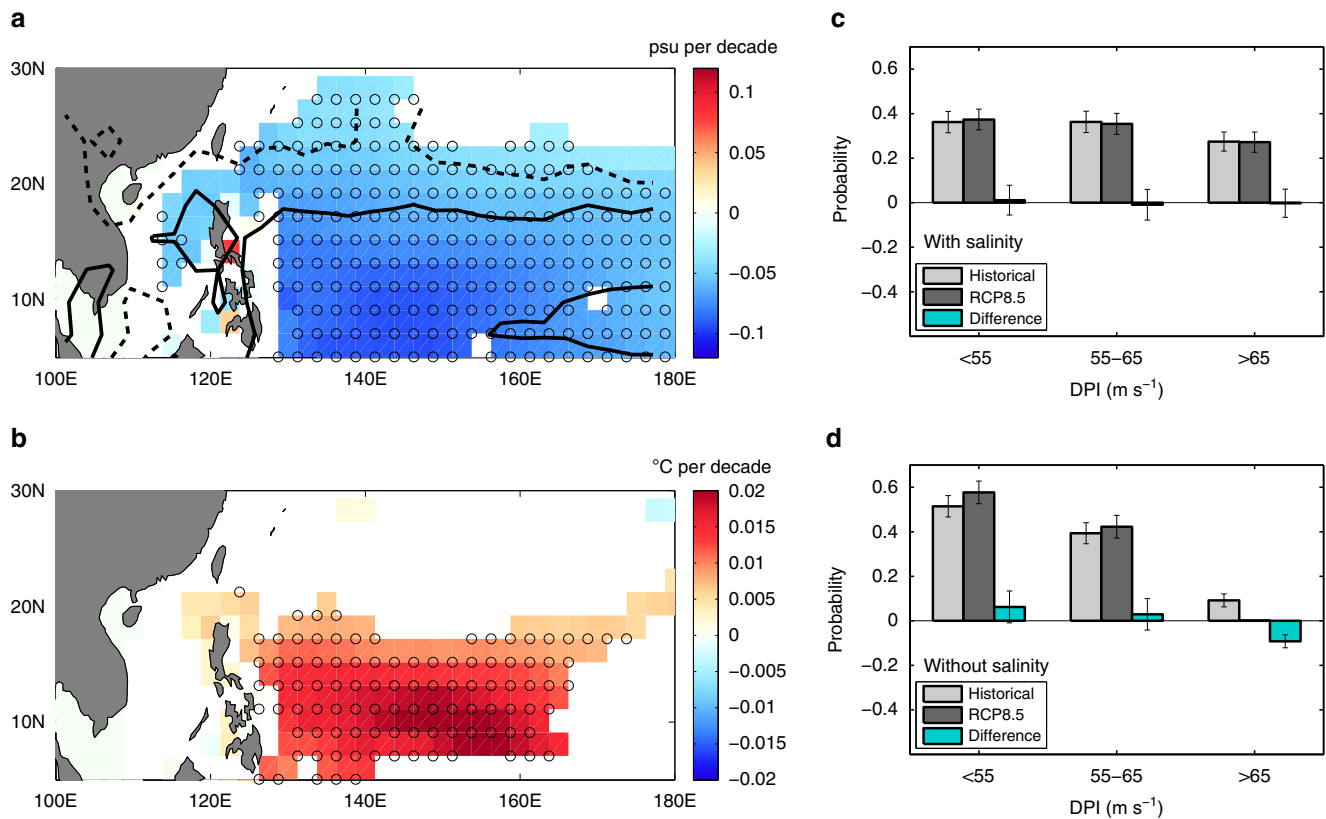 a
psu per decade
30N
20N
10N
100E
120E
140E
160E
180E
0.1
0.05
0
−0.05
−0.1
b
°C per decade
30N
20N
10N
100E
120E
140E
160E
180E
0.02
0.015
0.01
0.005
0
−0.005
−0.01
−0.015
−0.02
c
Probability
0.6
0.4
0.2
0
−0.2
−0.4
With salinity
Historical
RCP8.5
Difference
<55
55−65
>65
DPI (m s⁻¹)
d
Probability
0.6
0.4
0.2
0
−0.2
−0.4
Without salinity
Historical
RCP8.5
Difference
<55
55−65
>65
DPI (m s⁻¹)